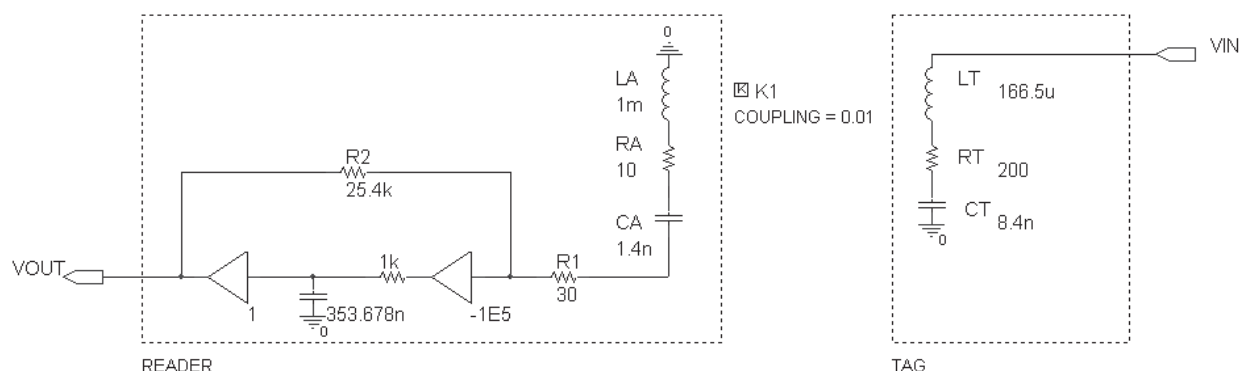 0
VIN
LA
1m
K K1
COUPLING = 0.01
LT
166.5u
RA
10
RT
200
R2
25.4k
CA
1.4n
CT
8.4n
0
VOUT
1k
R1
30
1
353.678n
0
-1E5
READER
TAG